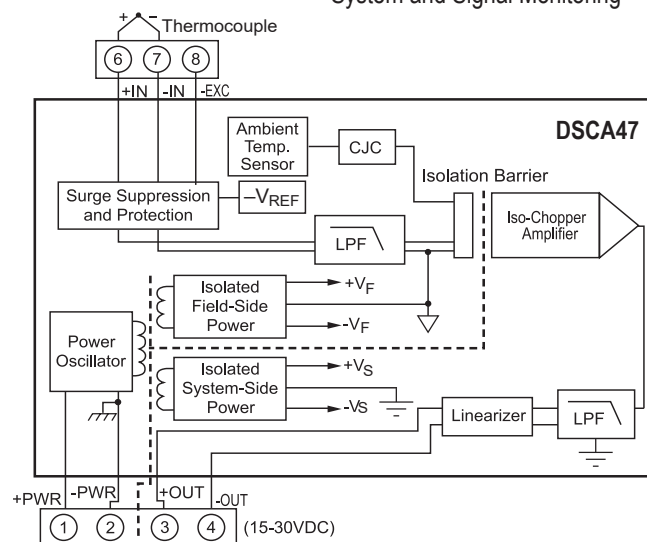 System and Signal Monitoring
+ -
Thermocouple
6 7 8
+IN -IN -EXC
DSCA47
Ambient
Temp.
Sensor
CJC
Isolation Barrier
Surge Suppression
and Protection
–VREF
Iso-Chopper
Amplifier
LPF
Isolated
Field-Side
Power
+VF
-VF
Power
Oscillator
Isolated
System-Side
Power
+VS
-VS
Linearizer
LPF
+PWR -PWR +OUT -OUT
1 2 3 4 (15-30VDC)